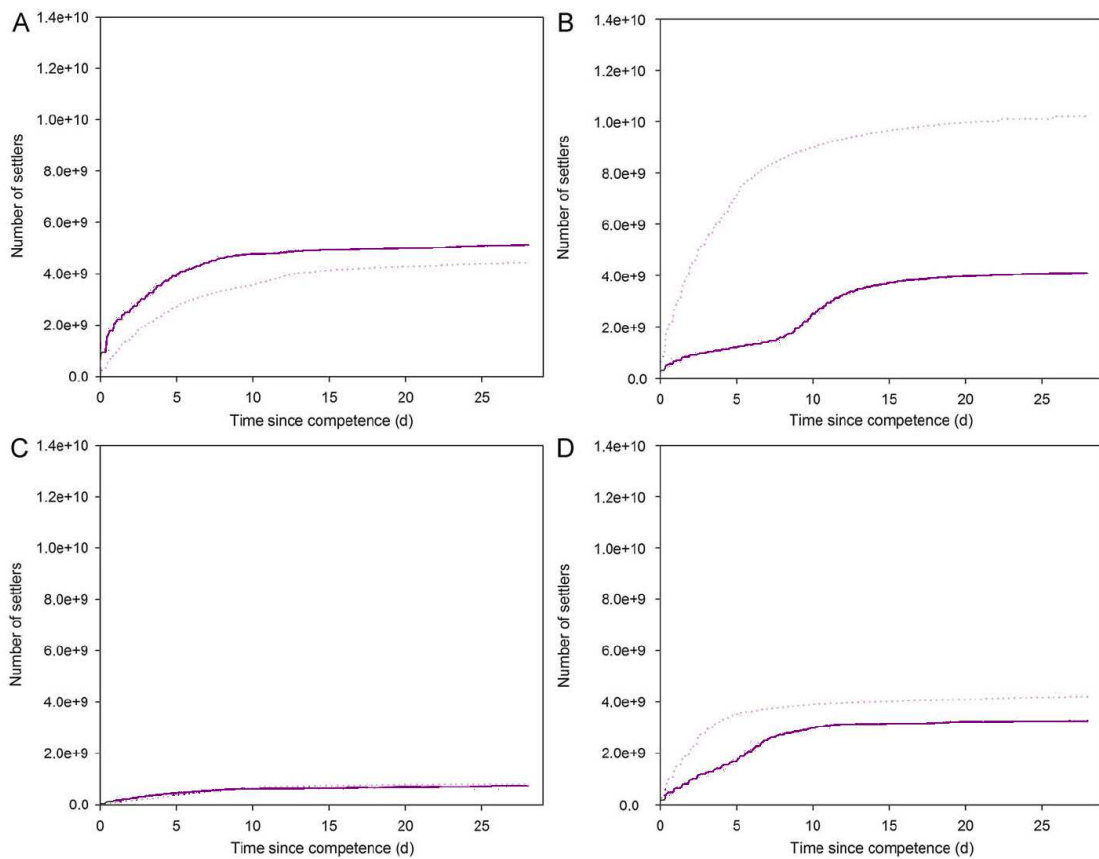 A
Number of settlers
1.4e+10
1.2e+10
1.0e+10
8.0e+9
6.0e+9
4.0e+9
2.0e+9
0.0
0 5 10 15 20 25
Time since competence (d)
B
Number of settlers
1.4e+10
1.2e+10
1.0e+10
8.0e+9
6.0e+9
4.0e+9
2.0e+9
0.0
0 5 10 15 20 25
Time since competence (d)
C
Number of settlers
1.4e+10
1.2e+10
1.0e+10
8.0e+9
6.0e+9
4.0e+9
2.0e+9
0.0
0 5 10 15 20 25
Time since competence (d)
D
Number of settlers
1.4e+10
1.2e+10
1.0e+10
8.0e+9
6.0e+9
4.0e+9
2.0e+9
0.0
0 5 10 15 20 25
Time since competence (d)